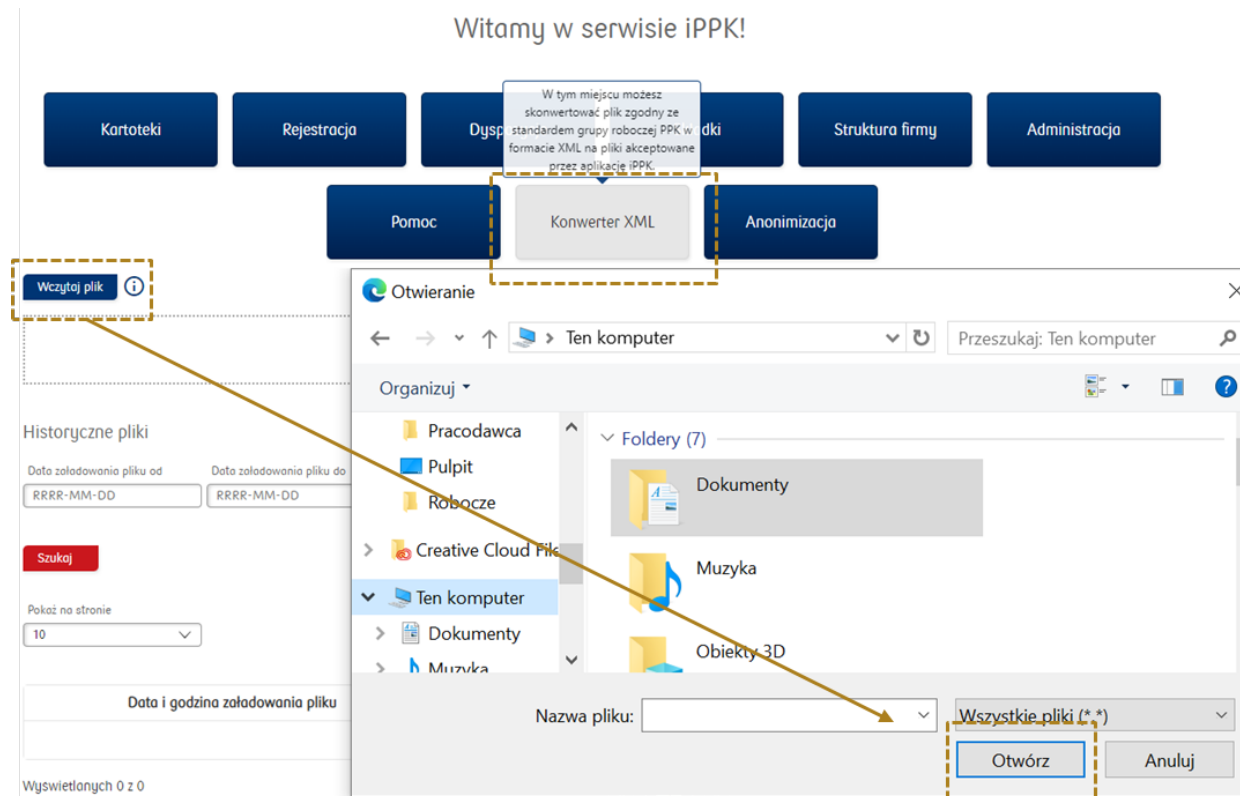 Witamy w serwisie iPPK!
W tym miejscu możesz
skonwertować plik zgodny ze
standardem grupy roboczej PPK w
formacie XML na pliki akceptowane
przez aplikację iPPK.
Kartoteki
Rejestracja
Struktura firmy
Administracja
Pomoc
Konwerter XML
Anonimizacja
Wczytaj plik
Otwieranie
Ten komputer
Przeszukaj: Ten komputer
Organizuj
Historyczne pliki
Data załadowania pliku od
Data załadowania pliku do
RRRR-MM-DD
RRRR-MM-DD
Szukaj
Pokaż na stronie
10
Data i godzina załadowania pliku
Wyswietlanych 0 z 0
Pracodawca
Pulpit
Robocze
Creative Cloud
Ten komputer
Dokumenty
Muzyka
Foldery (7)
Dokumenty
Muzyka
Obiekty 3D
Nazwa pliku:
Wszystkie pliki (*.*)
Otwórz
Anuluj